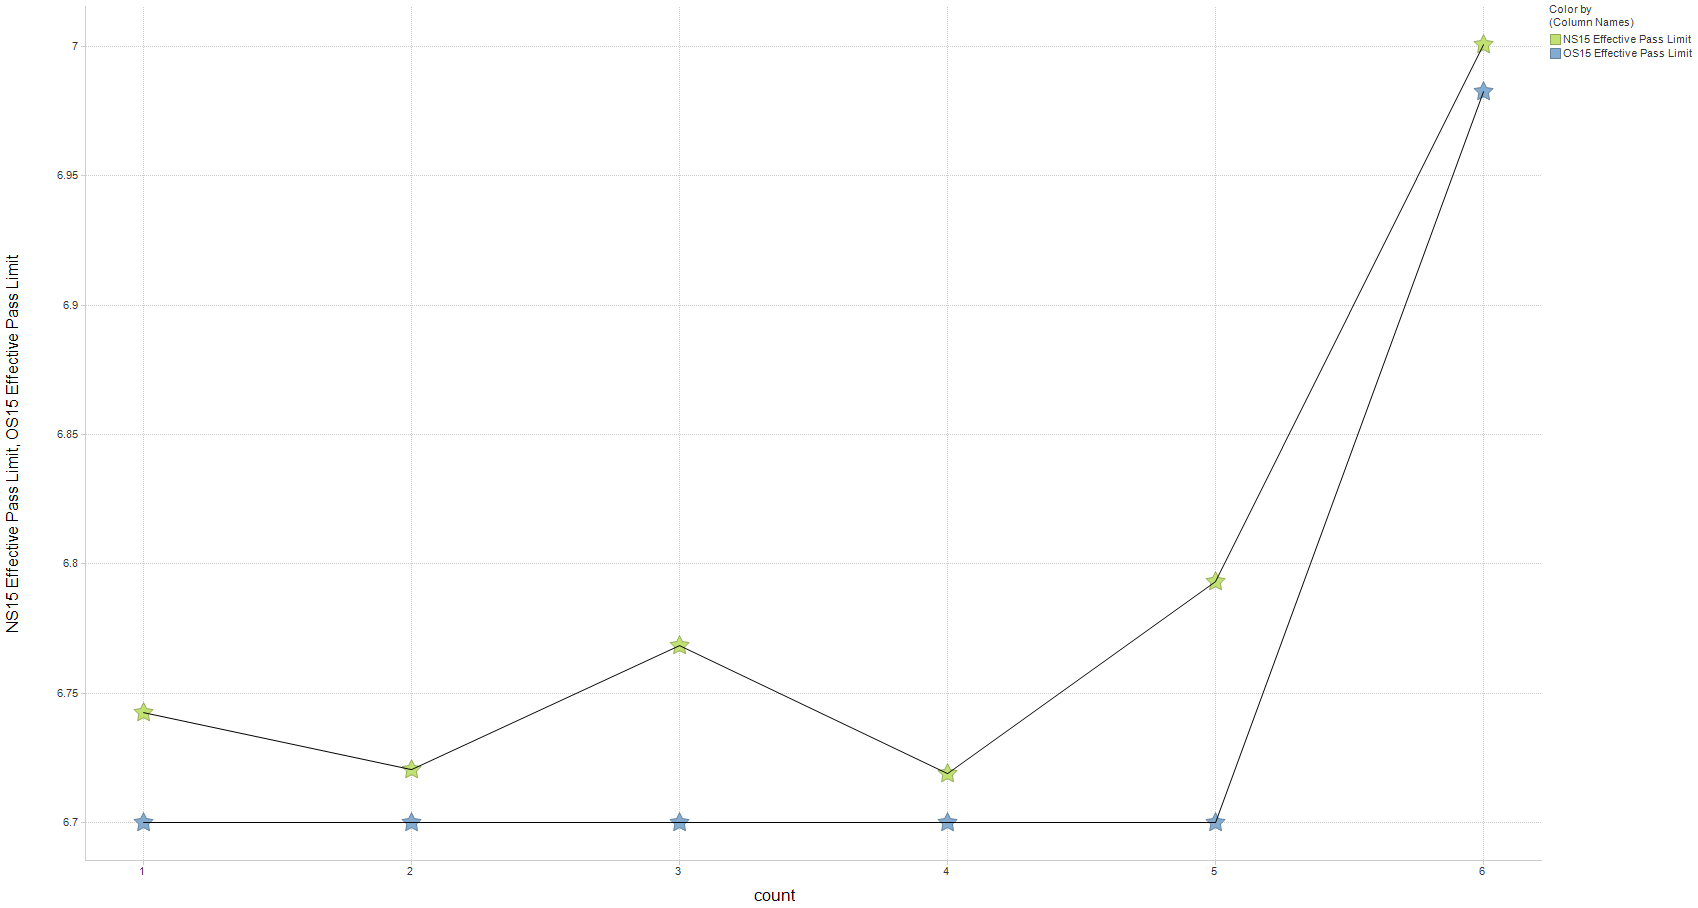 Color by
(Column Names)
NS15 Effective Pass Limit
OS15 Effective Pass Limit
NS15 Effective Pass Limit, OS15 Effective Pass Limit
7
6.95
6.9
6.85
6.8
6.75
6.7
1
2
3
4
5
6
count